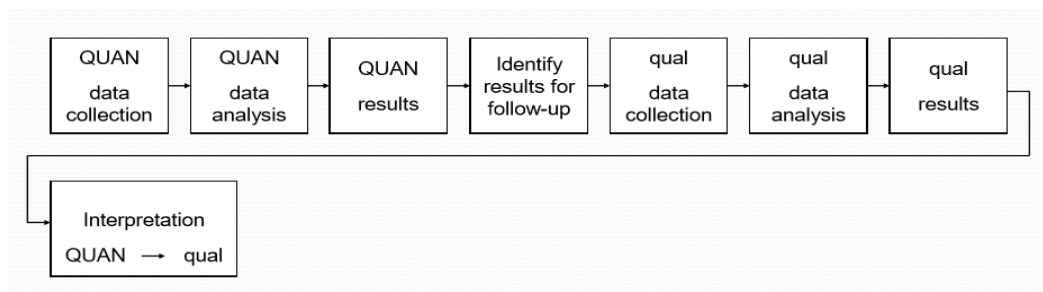 QUAN
data
collection
QUAN
data
analysis
QUAN
results
Identify
results for
follow-up
qual
data
collection
qual
data
analysis
qual
results
Interpretation
QUAN → qual